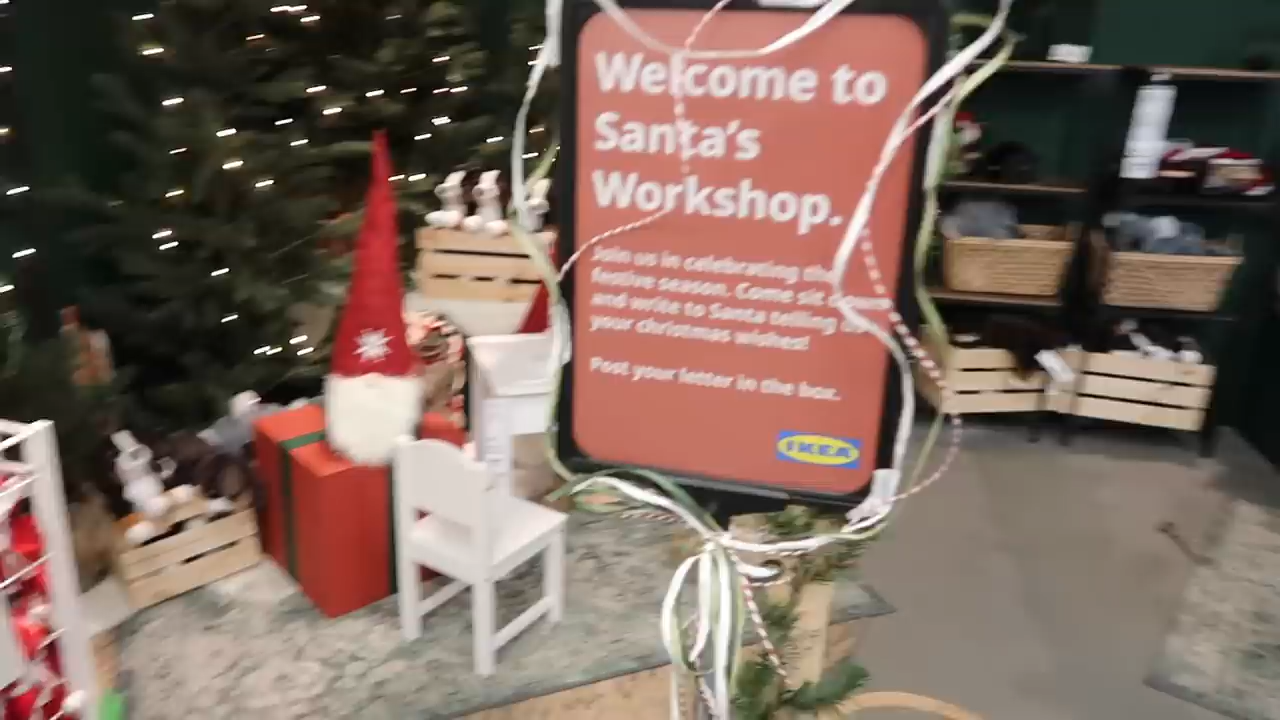 Welcome to
Santa's
Workshop.
Join us in celebrating the
festive season. Come sit down
and write to Santa telling
your christmas wishes!
Post your letter in the box.
IKEA